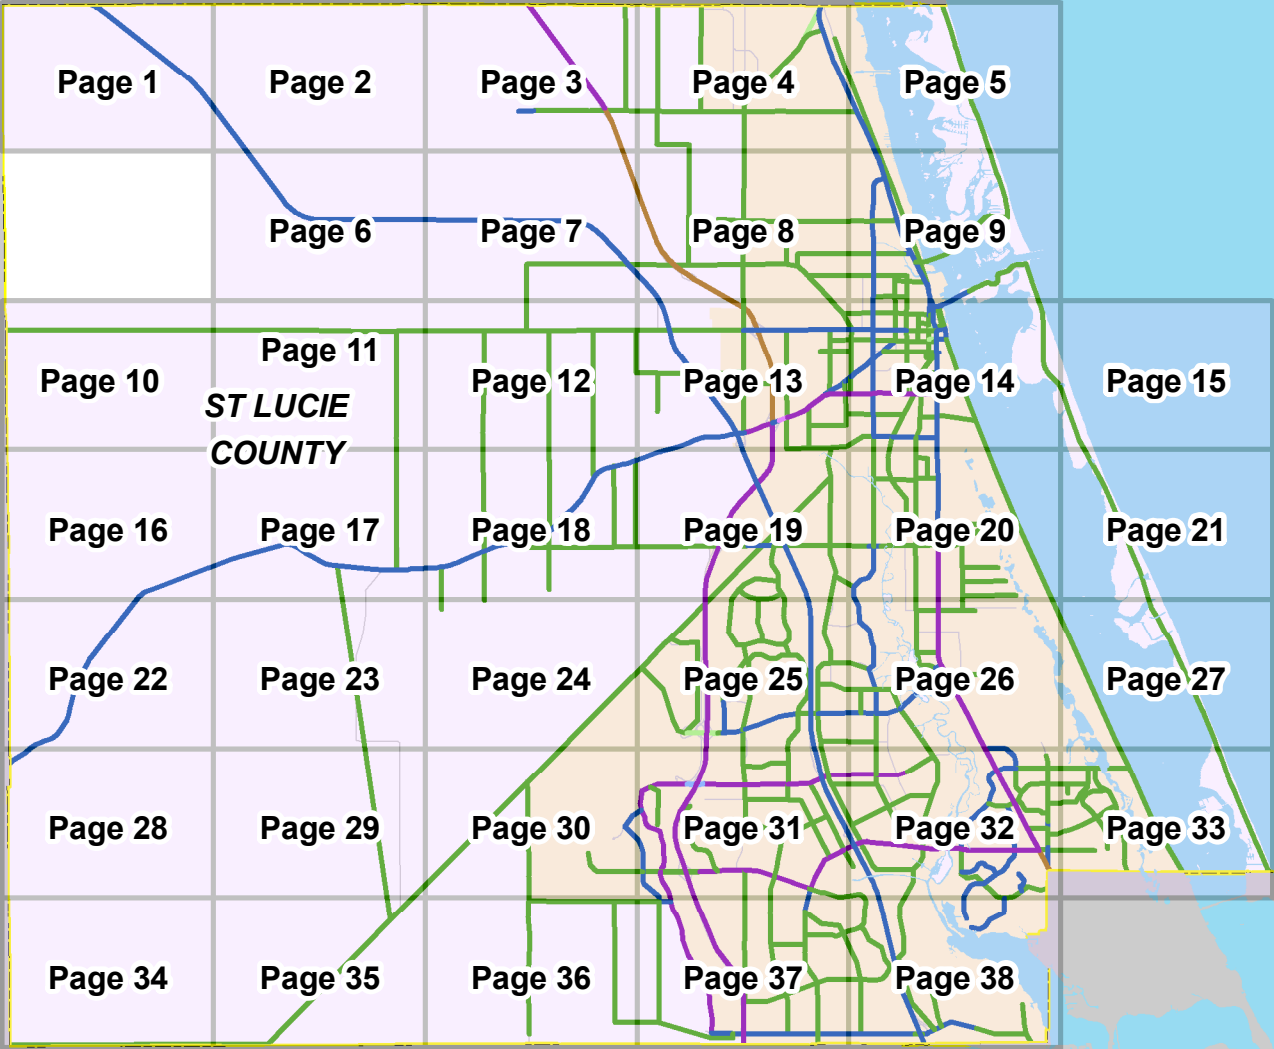 Page 1
Page 2
Page 3
Page 4
Page 5
Page 6
Page 7
Page 8
Page 9
Page 10
Page 11
Page 12
Page 13
Page 14
Page 15
ST LUCIE
COUNTY
Page 16
Page 17
Page 18
Page 19
Page 20
Page 21
Page 22
Page 23
Page 24
Page 25
Page 26
Page 27
Page 28
Page 29
Page 30
Page 31
Page 32
Page 33
Page 34
Page 35
Page 36
Page 37
Page 38